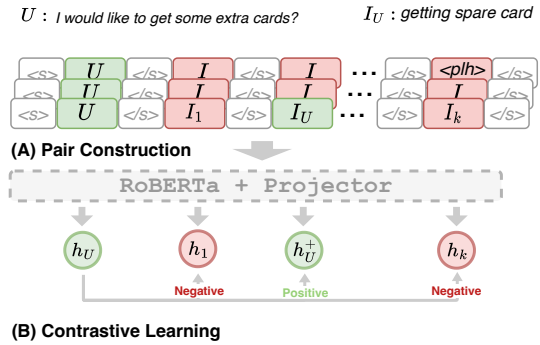 U : I would like to get some extra cards?
I_U : getting spare card
<s> U </s> I </s> I ... </s> <plh> </s>
U I I ... I
<s> U </s> I_1 </s> I_U </s> ... </s> I_k </s>
(A) Pair Construction
RoBERTa + Projector
h_U h_1 h_U^+ h_k
Negative Positive Negative
(B) Contrastive Learning